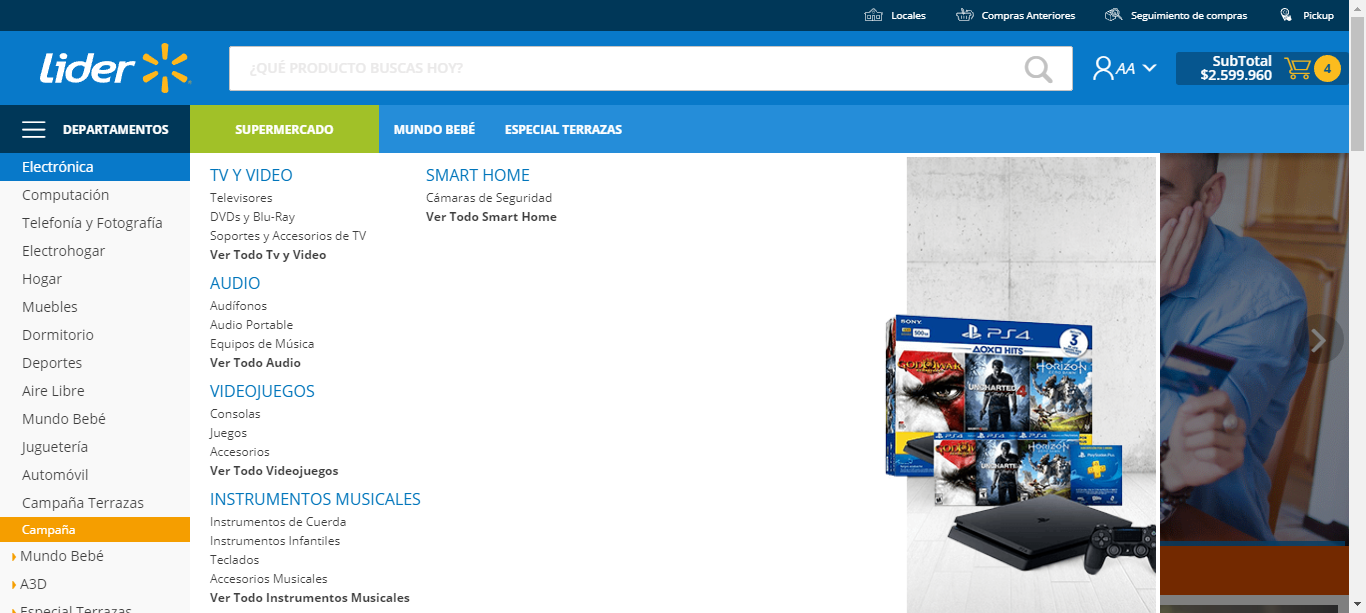 Locales
Compras Anteriores
Seguimiento de compras
Pickup
Lider
¿QUÉ PRODUCTO BUSCAS HOY?
AA
SubTotal
$2.599.960
4
DEPARTAMENTOS
SUPERMERCADO
MUNDO BEBÉ
ESPECIAL TERRAZAS
Electrónica
Computación
Telefonía y Fotografía
Electrohogar
Hogar
Muebles
Dormitorio
Deportes
Aire Libre
Mundo Bebé
Juguetería
Automóvil
Campaña Terrazas
Campaña
Mundo Bebé
A3D
Especial Terrazas
TV Y VIDEO
Televisores
DVDs y Blu-Ray
Soportes y Accesorios de TV
Ver Todo Tv y Video
AUDIO
Audífonos
Audio Portable
Equipos de Música
Ver Todo Audio
VIDEOJUEGOS
Consolas
Juegos
Accesorios
Ver Todo Videojuegos
INSTRUMENTOS MUSICALES
Instrumentos de Cuerda
Instrumentos Infantiles
Teclados
Accesorios Musicales
Ver Todo Instrumentos Musicales
SMART HOME
Cámaras de Seguridad
Ver Todo Smart Home
SONY
PS4
HITS
3
GOD OF WAR
UNCHARTED 4
HORIZON
PS4 PS4 PS4
UNCHARTED
HORIZON